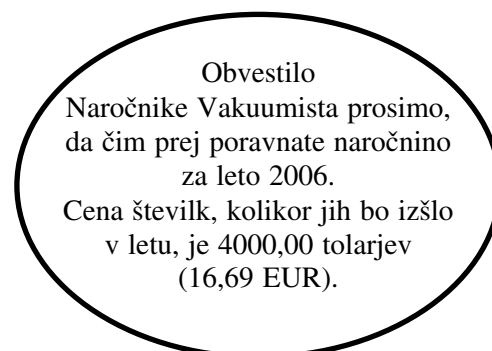 Obvestilo
Naročnike Vakuumista prosimo,
da čim prej poravnate naročnino
za leto 2006.
Cena številk, kolikor jih bo izšlo
v letu, je 4000,00 tolarjev
(16,69 EUR).